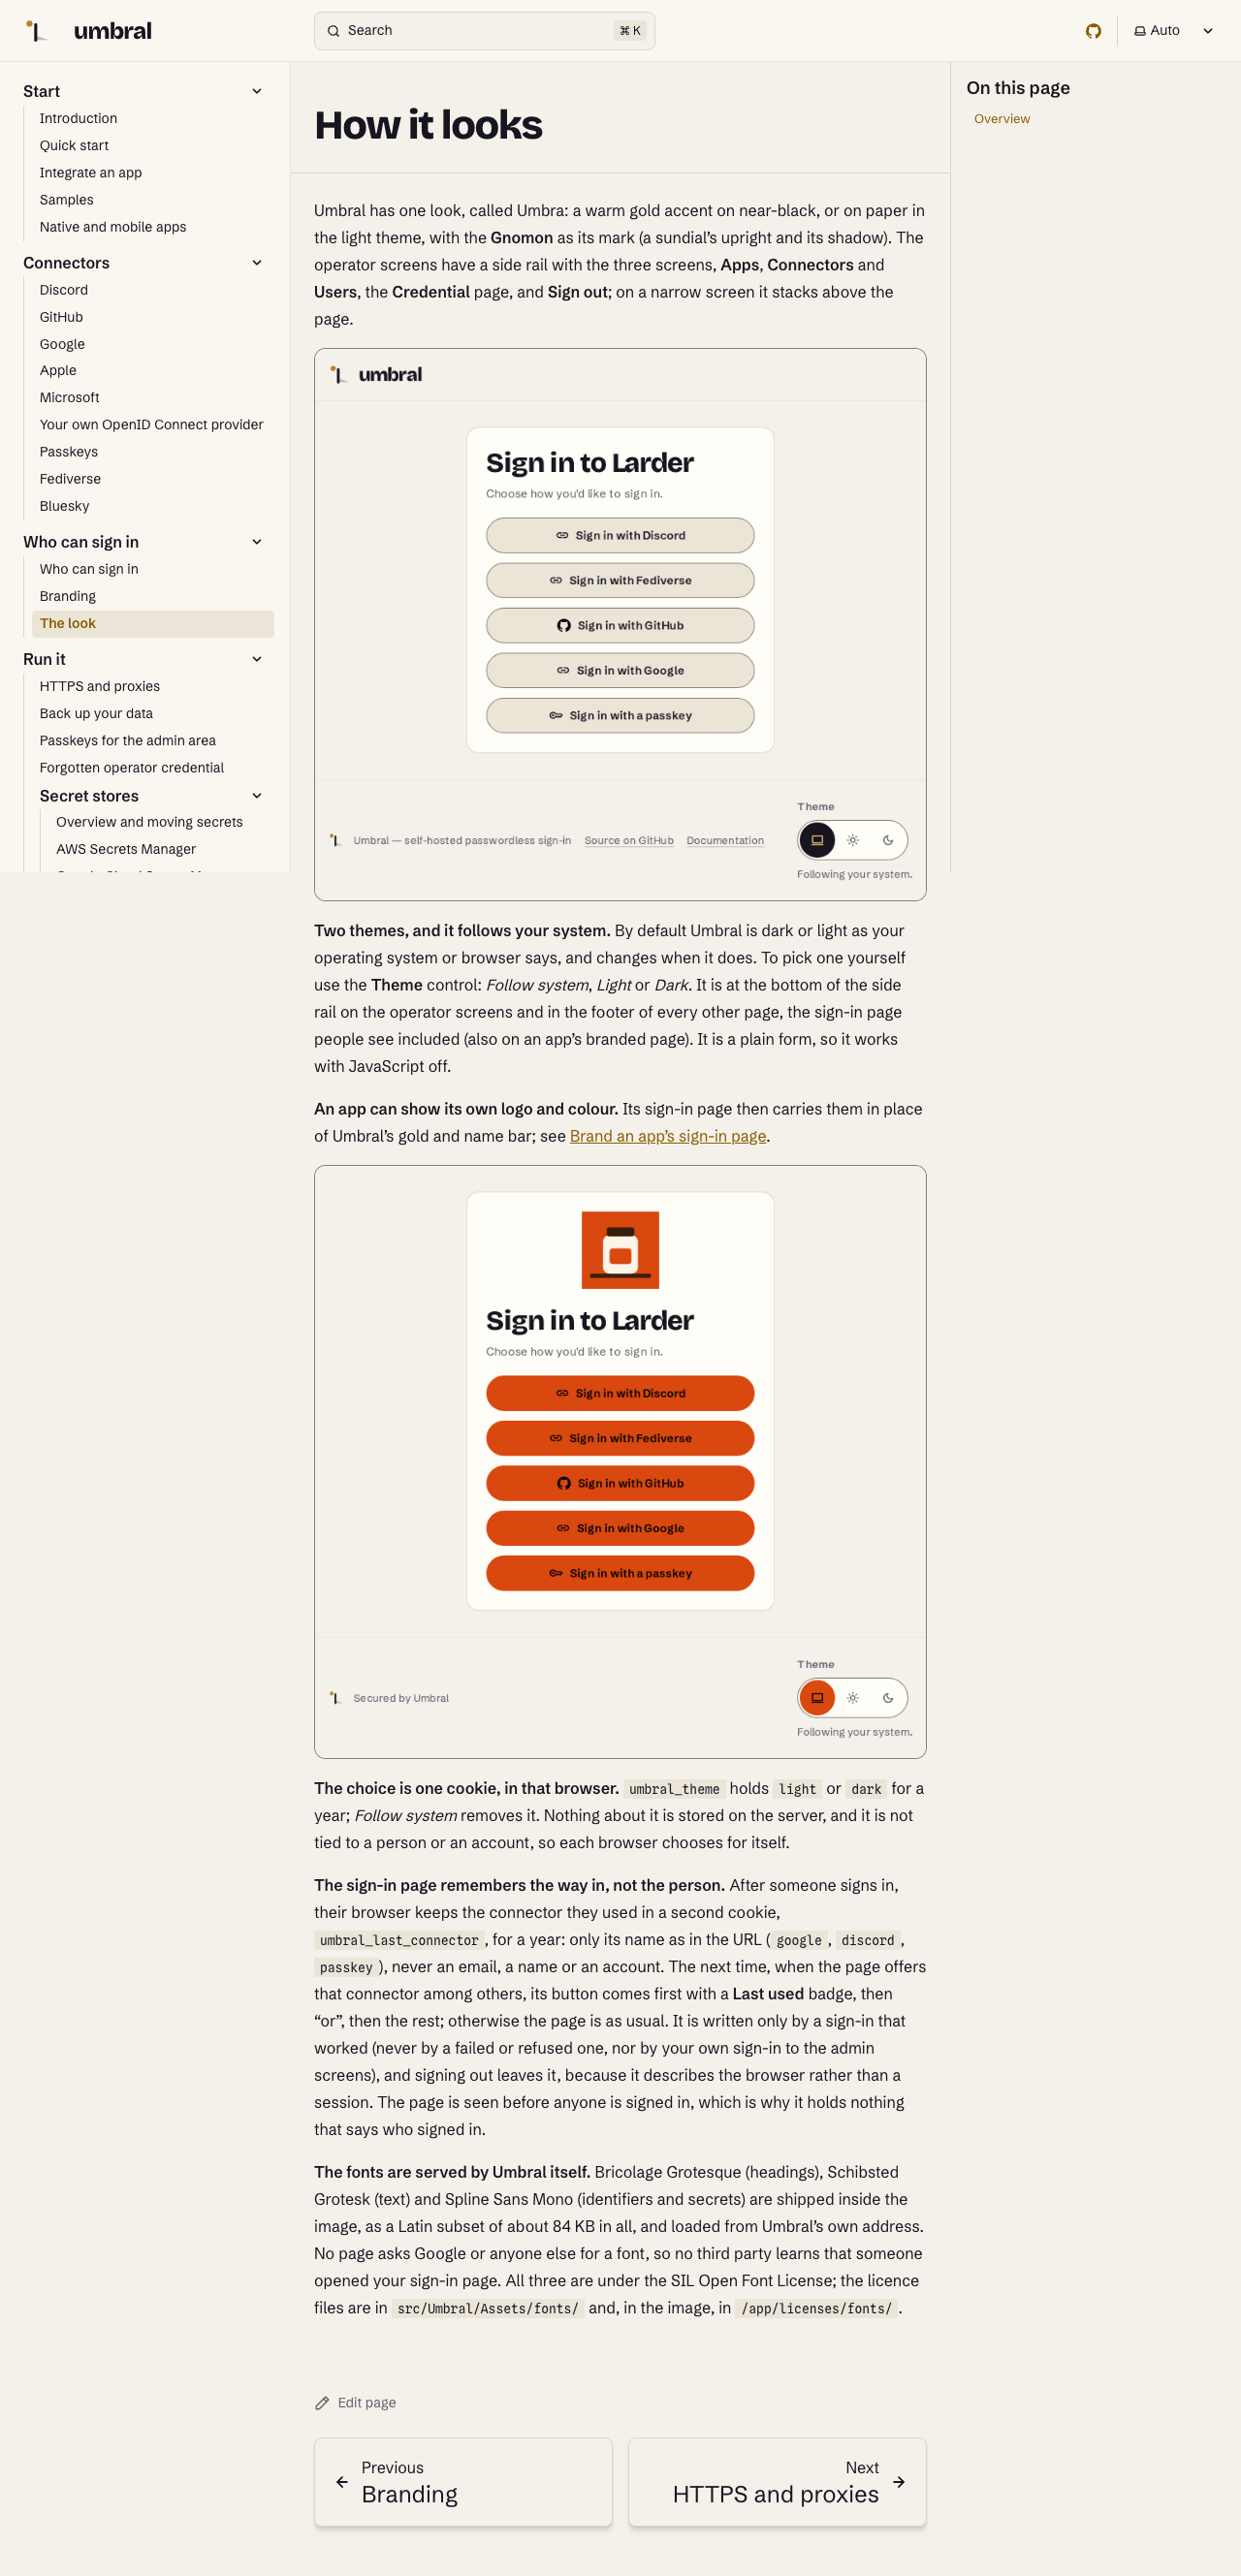 umbral
Search
⌘ K
Auto
Start
Introduction
Quick start
Integrate an app
Samples
Native and mobile apps
Connectors
Discord
GitHub
Google
Apple
Microsoft
Your own OpenID Connect provider
Passkeys
Fediverse
Bluesky
Who can sign in
Who can sign in
Branding
The look
Run it
HTTPS and proxies
Back up your data
Passkeys for the admin area
Forgotten operator credential
Secret stores
Overview and moving secrets
AWS Secrets Manager
How it looks
Umbral has one look, called Umbra: a warm gold accent on near-black, or on paper in
the light theme, with the Gnomon as its mark (a sundial’s upright and its shadow). The
operator screens have a side rail with the three screens, Apps, Connectors and
Users, the Credential page, and Sign out; on a narrow screen it stacks above the
page.
umbral
Sign in to Larder
Choose how you'd like to sign in.
Sign in with Discord
Sign in with Fediverse
Sign in with GitHub
Sign in with Google
Sign in with a passkey
Umbral — self-hosted passwordless sign-in
Source on GitHub
Documentation
Theme
Following your system.
Two themes, and it follows your system. By default Umbral is dark or light as your
operating system or browser says, and changes when it does. To pick one yourself
use the Theme control: Follow system, Light or Dark. It is at the bottom of the side
rail on the operator screens and in the footer of every other page, the sign-in page
people see included (also on an app’s branded page). It is a plain form, so it works
with JavaScript off.
An app can show its own logo and colour. Its sign-in page then carries them in place
of Umbral’s gold and name bar; see Brand an app’s sign-in page.
Sign in to Larder
Choose how you'd like to sign in.
Sign in with Discord
Sign in with Fediverse
Sign in with GitHub
Sign in with Google
Sign in with a passkey
Secured by Umbral
Theme
Following your system.
The choice is one cookie, in that browser. umbral_theme holds light or dark for a
year; Follow system removes it. Nothing about it is stored on the server, and it is not
tied to a person or an account, so each browser chooses for itself.
The sign-in page remembers the way in, not the person. After someone signs in,
their browser keeps the connector they used in a second cookie,
umbral_last_connector, for a year: only its name as in the URL (google, discord,
passkey), never an email, a name or an account. The next time, when the page offers
that connector among others, its button comes first with a Last used badge, then
“or”, then the rest; otherwise the page is as usual. It is written only by a sign-in that
worked (never by a failed or refused one, nor by your own sign-in to the admin
screens), and signing out leaves it, because it describes the browser rather than a
session. The page is seen before anyone is signed in, which is why it holds nothing
that says who signed in.
The fonts are served by Umbral itself. Bricolage Grotesque (headings), Schibsted
Grotesk (text) and Spline Sans Mono (identifiers and secrets) are shipped inside the
image, as a Latin subset of about 84 KB in all, and loaded from Umbral’s own address.
No page asks Google or anyone else for a font, so no third party learns that someone
opened your sign-in page. All three are under the SIL Open Font License; the licence
files are in src/Umbral/Assets/fonts/ and, in the image, in /app/licenses/fonts/.
Edit page
Previous
Branding
Next
HTTPS and proxies
On this page
Overview